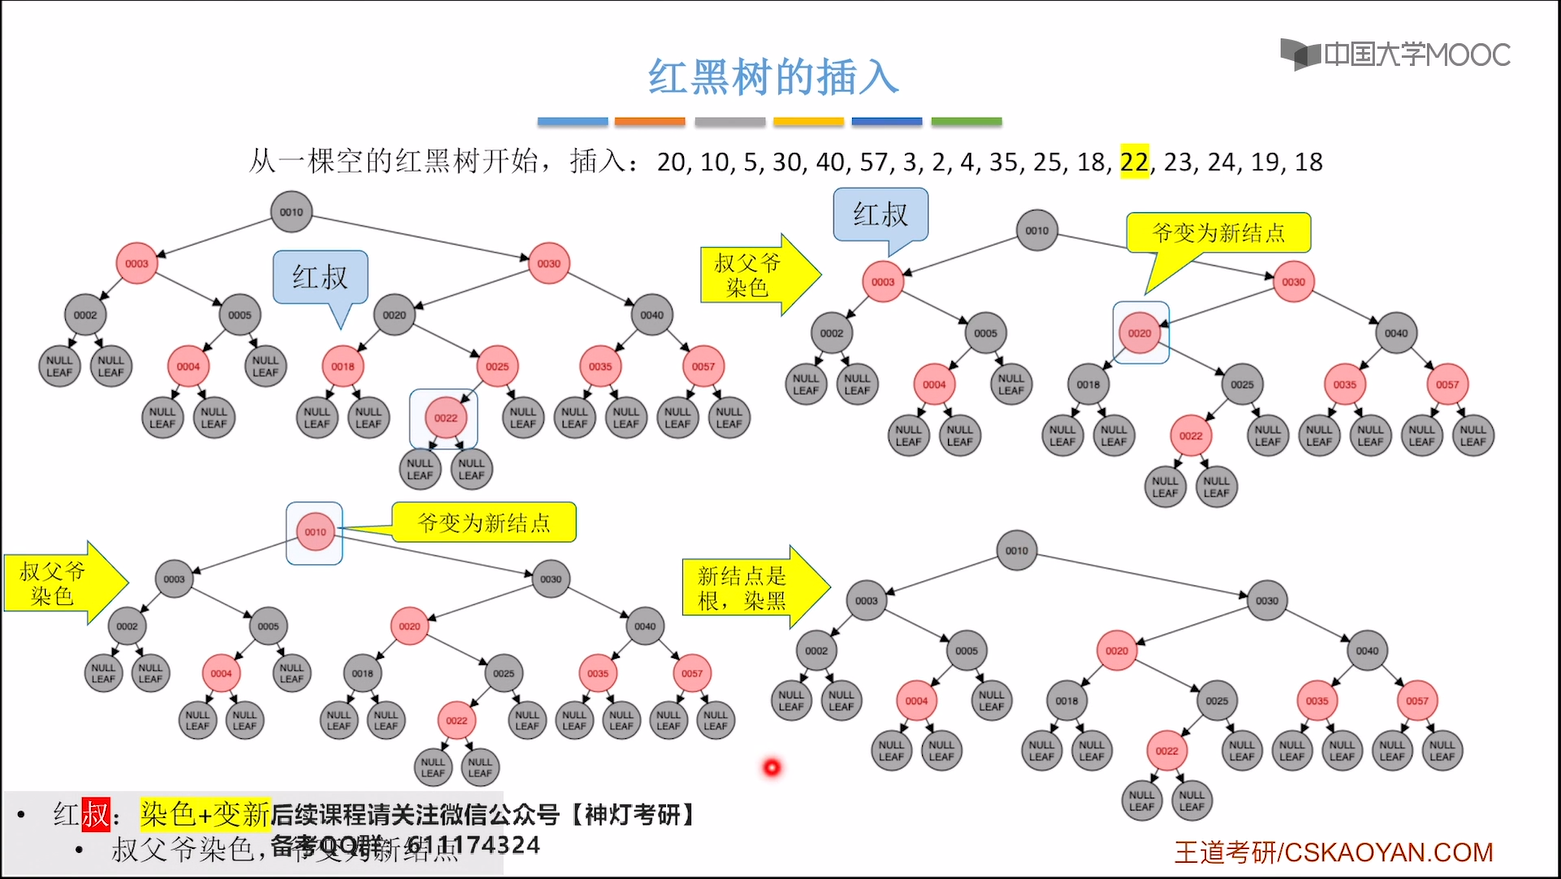 中国大学MOOC
红黑树的插入
从一棵空的红黑树开始，插入：20, 10, 5, 30, 40, 57, 3, 2, 4, 35, 25, 18, 22, 23, 24, 19, 18
0010
0003
0030
红叔
0002
0005
0020
0040
NULL LEAF
NULL LEAF
0004
NULL LEAF
0018
0025
0035
0057
NULL LEAF
NULL LEAF
NULL LEAF
NULL LEAF
0022
NULL LEAF
NULL LEAF
NULL LEAF
NULL LEAF
NULL LEAF
NULL LEAF
NULL LEAF
叔父爷
染色
红叔
0010
爷变为新结点
0003
0030
0002
0005
0020
0040
NULL LEAF
NULL LEAF
0004
NULL LEAF
0018
0025
0035
0057
NULL LEAF
NULL LEAF
NULL LEAF
NULL LEAF
0022
NULL LEAF
NULL LEAF
NULL LEAF
NULL LEAF
NULL LEAF
NULL LEAF
NULL LEAF
叔父爷
染色
0010
爷变为新结点
0003
0030
0002
0005
0020
0040
NULL LEAF
NULL LEAF
0004
NULL LEAF
0018
0025
0035
0057
NULL LEAF
NULL LEAF
NULL LEAF
NULL LEAF
0022
NULL LEAF
NULL LEAF
NULL LEAF
NULL LEAF
NULL LEAF
NULL LEAF
NULL LEAF
新结点是
根，染黑
0010
0003
0030
0002
0005
0020
0040
NULL LEAF
NULL LEAF
0004
NULL LEAF
0018
0025
0035
0057
NULL LEAF
NULL LEAF
NULL LEAF
NULL LEAF
0022
NULL LEAF
NULL LEAF
NULL LEAF
NULL LEAF
NULL LEAF
NULL LEAF
NULL LEAF
• 红叔：染色+变新
• 叔父爷染色，爷变为新结点
后续课程请关注微信公众号【神灯考研】
备考QQ群：611174324
王道考研/CSKAOYAN.COM